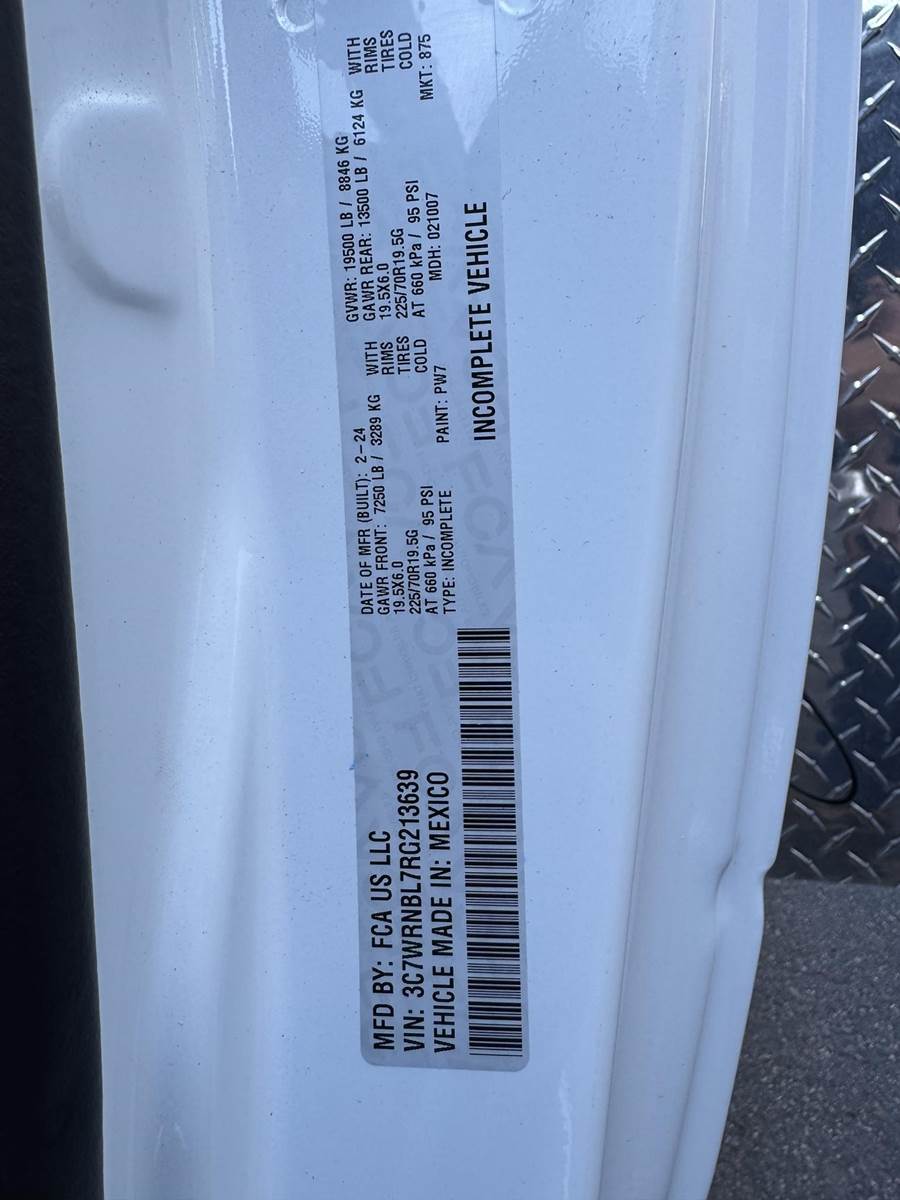 MFD BY: FCA US LLC
VIN: 3C7WRNBL7RG213639
VEHICLE MADE IN: MEXICO
DATE OF MFR (BUILT): 2-24
GAWR FRONT: 7250 LB / 3289 KG WITH
19.5X6.0 RIMS
225/70R19.5G TIRES
AT 660 kPa / 95 PSI COLD
TYPE: INCOMPLETE PAINT: PW7
GVWR: 19500 LB / 8846 KG
GAWR REAR: 13500 LB / 6124 KG WITH
19.5X6.0 RIMS
225/70R19.5G TIRES
AT 660 kPa / 95 PSI COLD
MDH: 021007 MKT: 875
INCOMPLETE VEHICLE